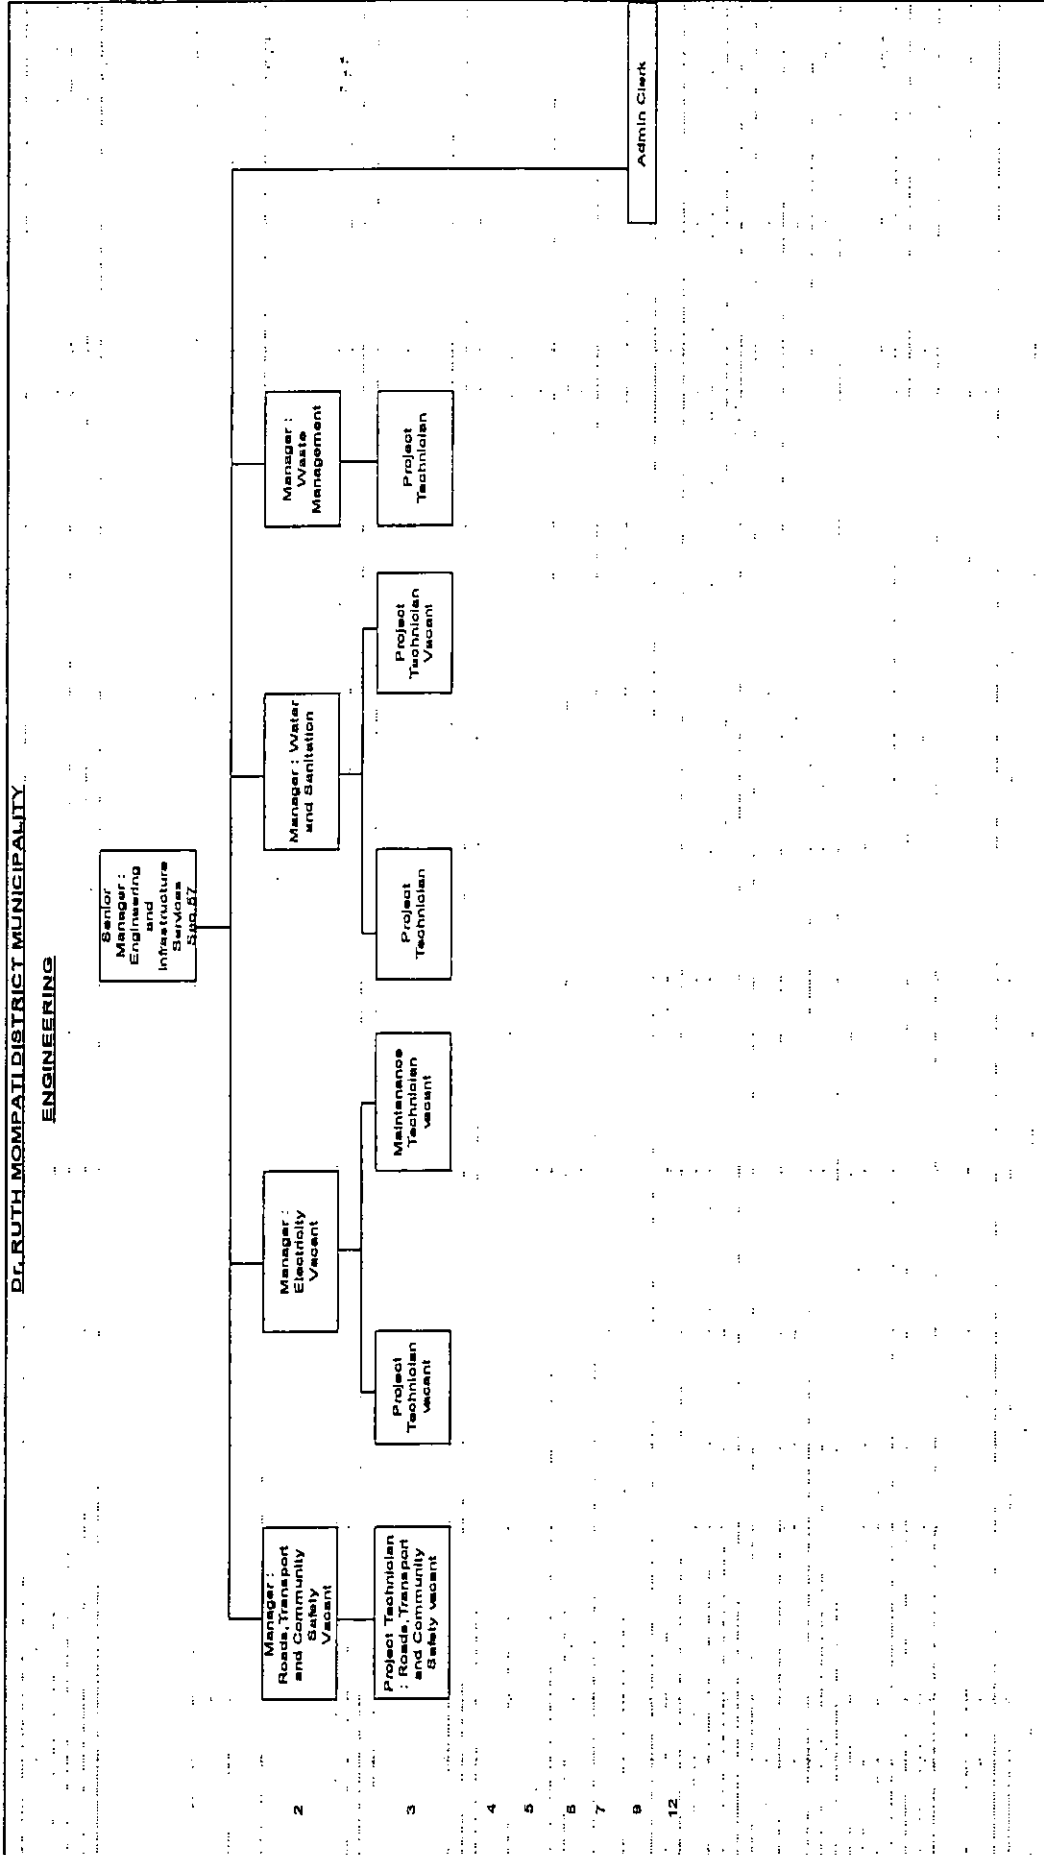 Dr. RUTH MOMPATI DISTRICT MUNICIPALITY
ENGINEERING
Senior
Manager :
Engineering
and
Infrastructure
Services
Sec 57
2
Manager :
Roads,Transport
and Community
Safety
Vacant
Manager :
Electricity
Vacant
Manager : Water
and Sanitation
Manager :
Waste
Management
3
Project Technician
: Roads,Transport
and Community
Safety vacant
Project
Technician
vacant
Maintenance
Technician
vacant
Project
Technician
Project
Technician
Vacant
Project
Technician
4
5
6
7
9
Admin Clerk
12